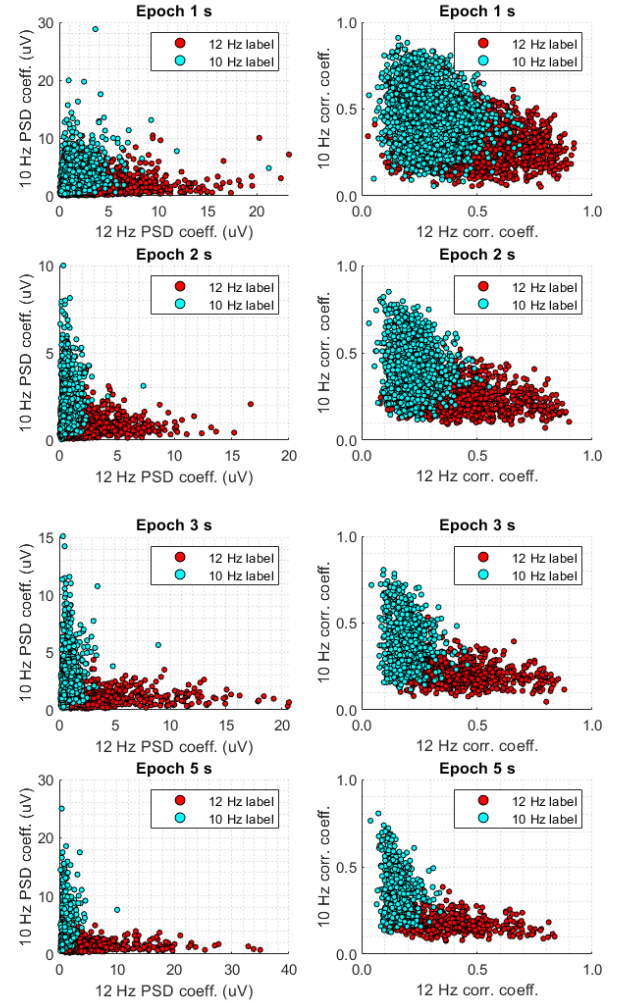 Epoch 1 s
30
20
10
0
0
5
10
15
20
10 Hz PSD coeff. (uV)
12 Hz PSD coeff. (uV)
12 Hz label
10 Hz label
Epoch 1 s
1.0
0.5
0.0
0.0
0.5
1.0
10 Hz corr. coeff.
12 Hz corr. coeff.
12 Hz label
10 Hz label
Epoch 2 s
10
5
0
0
5
10
15
20
10 Hz PSD coeff. (uV)
12 Hz PSD coeff. (uV)
12 Hz label
10 Hz label
Epoch 2 s
1.0
0.5
0.0
0.0
0.5
1.0
10 Hz corr. coeff.
12 Hz corr. coeff.
12 Hz label
10 Hz label
Epoch 3 s
15
10
5
0
0
5
10
15
20
10 Hz PSD coeff. (uV)
12 Hz PSD coeff. (uV)
12 Hz label
10 Hz label
Epoch 3 s
1.0
0.5
0.0
0.0
0.5
1.0
10 Hz corr. coeff.
12 Hz corr. coeff.
12 Hz label
10 Hz label
Epoch 5 s
30
20
10
0
0
10
20
30
40
10 Hz PSD coeff. (uV)
12 Hz PSD coeff. (uV)
12 Hz label
10 Hz label
Epoch 5 s
1.0
0.5
0.0
0.0
0.5
1.0
10 Hz corr. coeff.
12 Hz corr. coeff.
12 Hz label
10 Hz label